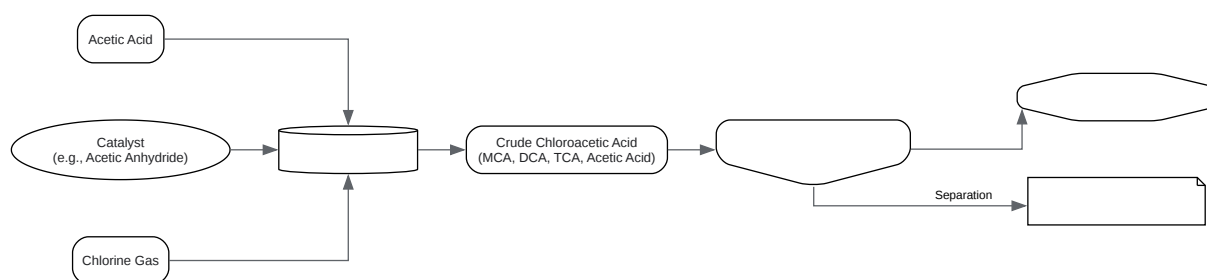 Acetic Acid
Catalyst
(e.g., Acetic Anhydride)
Crude Chloroacetic Acid
(MCA, DCA, TCA, Acetic Acid)
Separation
Chlorine Gas